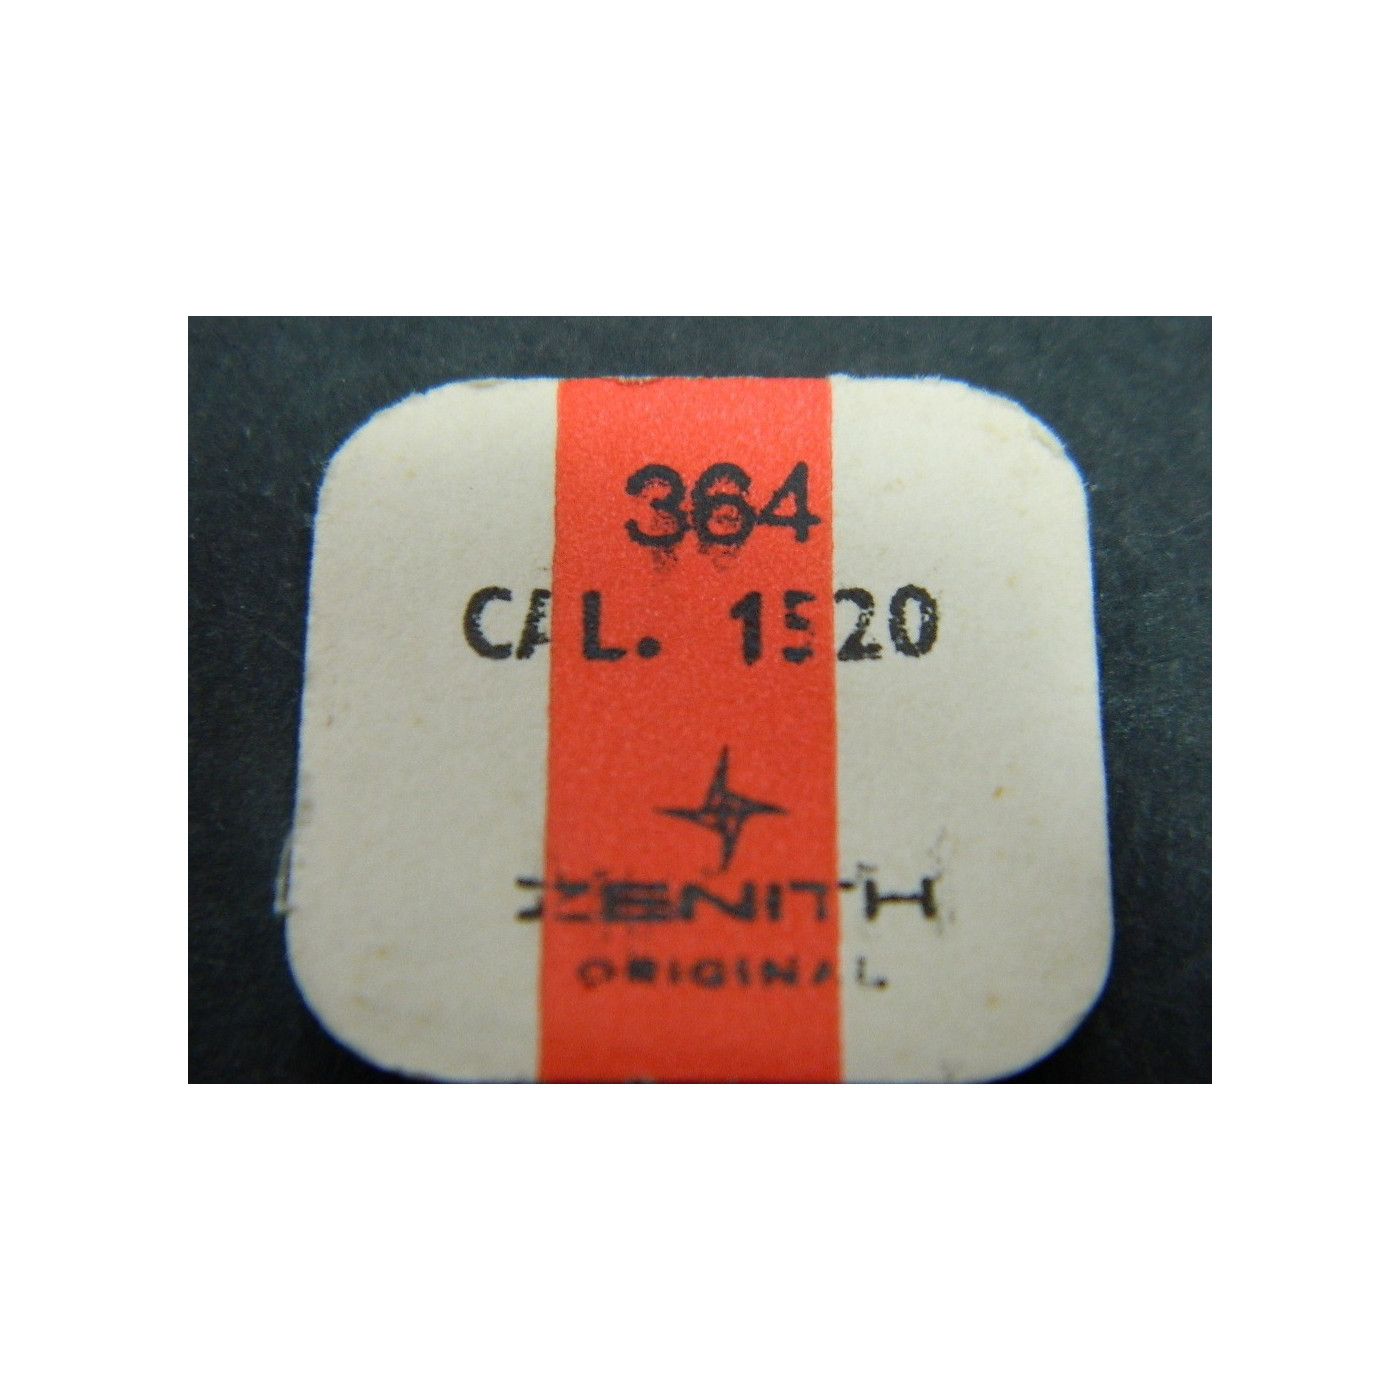 364
CAL. 1520
ZENITH
ORIGINAL